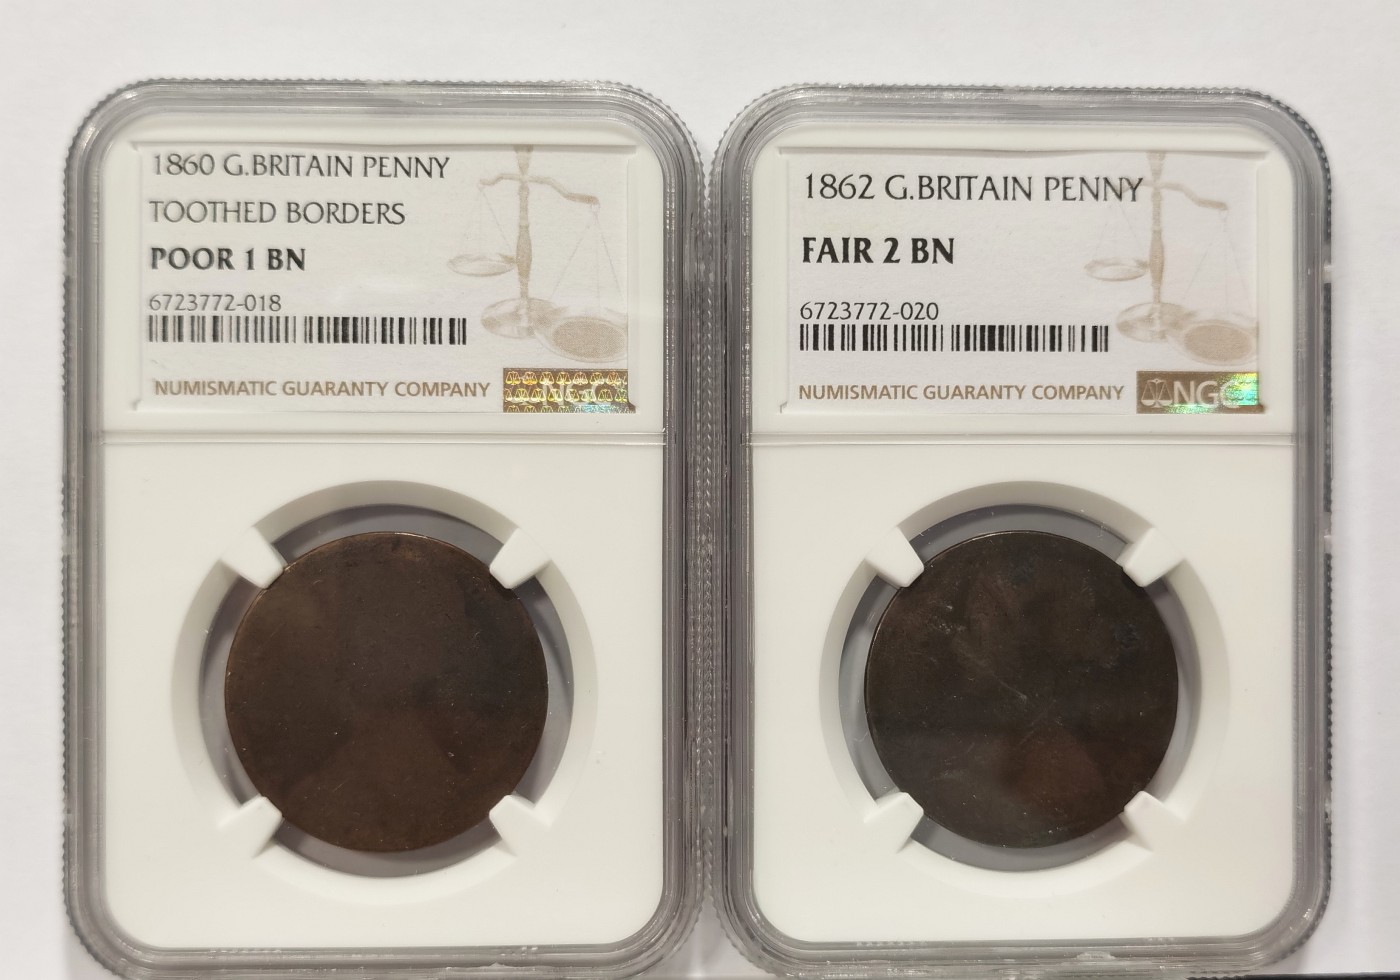 1860 G.BRITAIN PENNY
TOOTHED BORDERS
POOR 1 BN
6723772-018
NUMISMATIC GUARANTY COMPANY
NGC
1862 G.BRITAIN PENNY
FAIR 2 BN
6723772-020
NUMISMATIC GUARANTY COMPANY
NGC